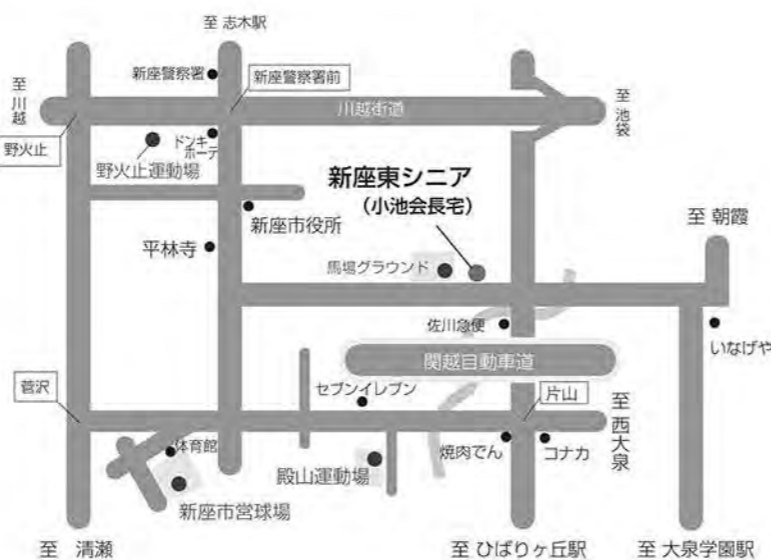 至 志木駅
新座警察署
新座警察署前
至 川越
川越街道
至 池袋
野火止
ドンキ
ホーテ
野火止運動場
新座東シニア
(小池会長宅)
新座市役所
至 朝霞
平林寺
馬場グラウンド
佐川急便
いなげや
関越自動車道
菅沢
セブンイレブン
片山
至 西大泉
体育館
焼肉でん
コナカ
殿山運動場
新座市営球場
至 清瀬
至 ひばりヶ丘駅
至 大泉学園駅